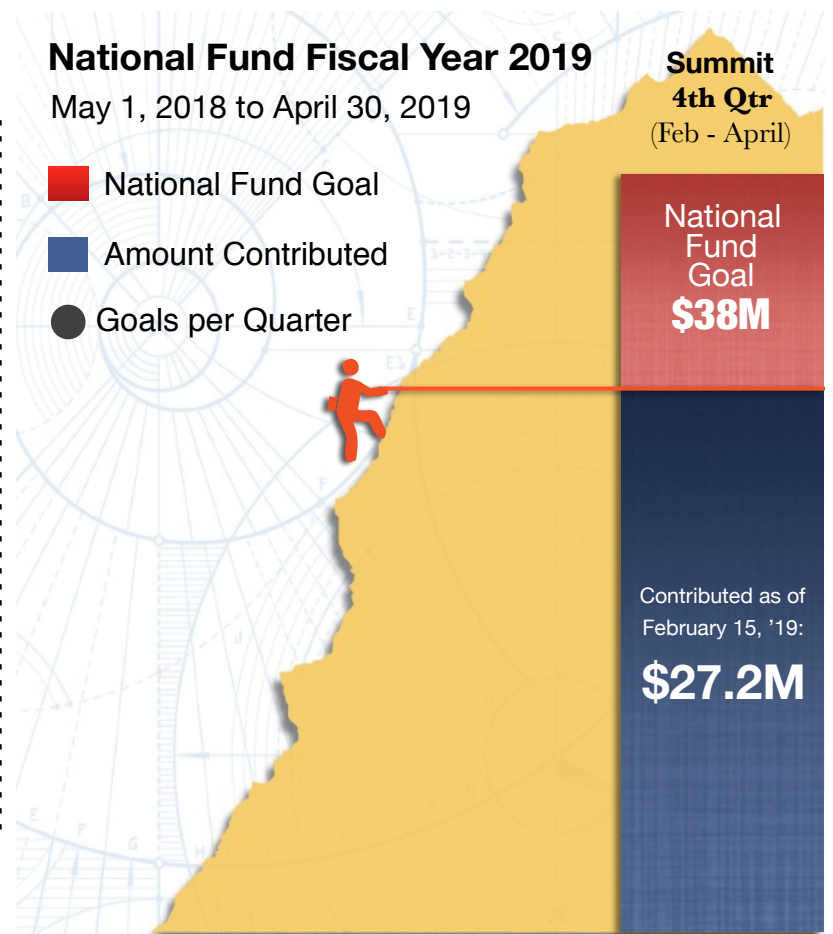 National Fund Fiscal Year 2019
May 1, 2018 to April 30, 2019
National Fund Goal
Amount Contributed
Goals per Quarter
Summit
4th Qtr
(Feb - April)
National
Fund
Goal
$38M
Contributed as of
February 15, ’19:
$27.2M